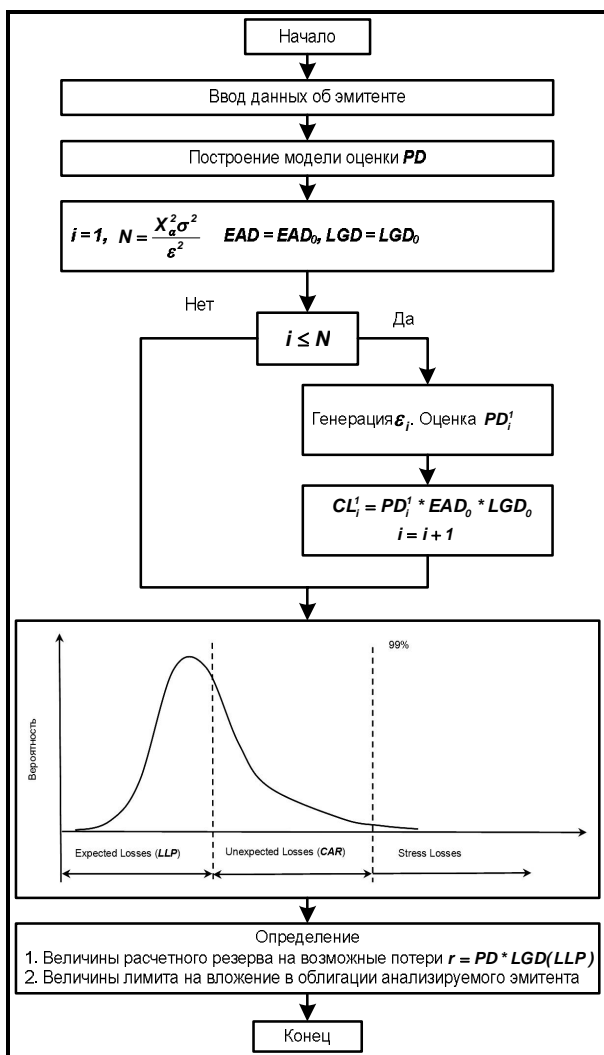 Начало
Ввод данных об эмитенте
Построение модели оценки PD
i = 1, N = X_α^2 σ^2 / ε^2 EAD = EAD_0, LGD = LGD_0
Нет
Да
i ≤ N
Генерация ε_i. Оценка PD_i^1
CL_i^1 = PD_i^1 * EAD_0 * LGD_0
i = i + 1
99%
Вероятность
Expected Losses (LLP)
Unexpected Losses (CAR)
Stress Losses
Определение
1. Величины расчетного резерва на возможные потери r = PD * LGD(LLP)
2. Величины лимита на вложение в облигации анализируемого эмитента
Конец